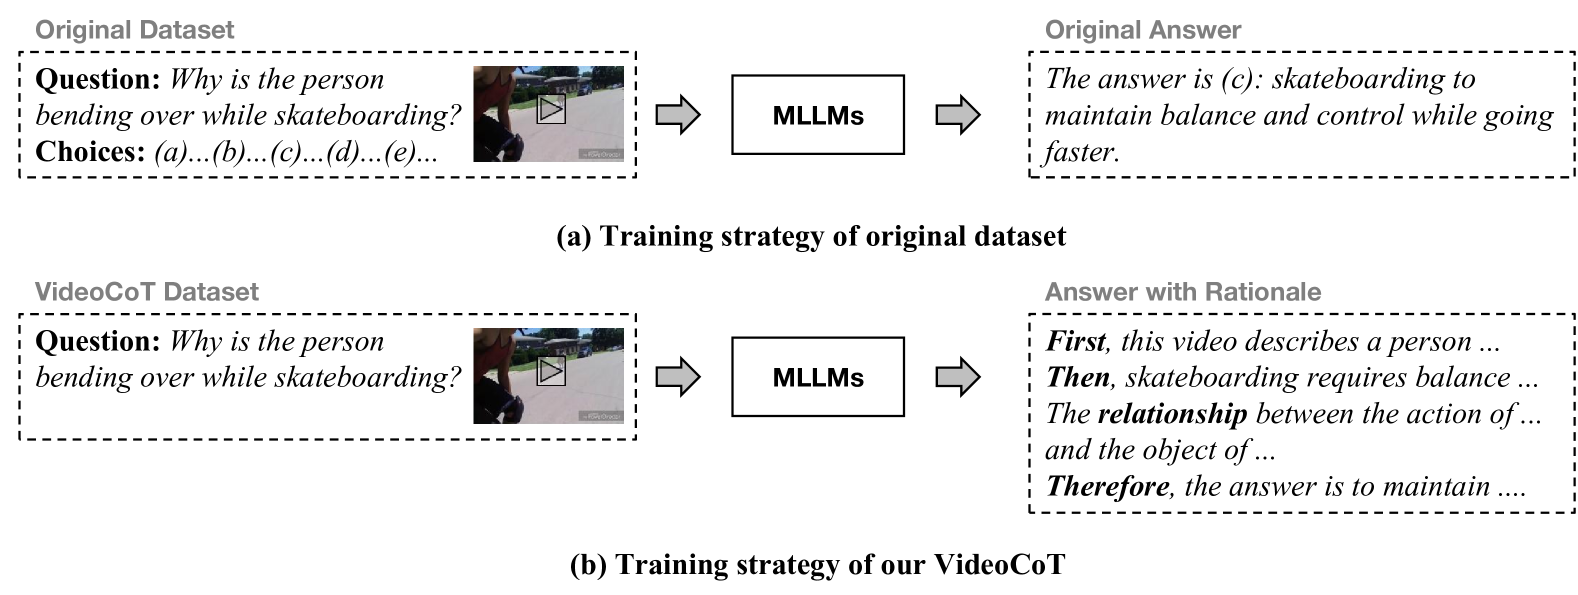 Original Dataset
Question: Why is the person
bending over while skateboarding?
Choices: (a)...(b)...(c)...(d)...(e)...
MLLMs
Original Answer
The answer is (c): skateboarding to
maintain balance and control while going
faster.
(a) Training strategy of original dataset
VideoCoT Dataset
Question: Why is the person
bending over while skateboarding?
MLLMs
Answer with Rationale
First, this video describes a person ...
Then, skateboarding requires balance ...
The relationship between the action of ...
and the object of ...
Therefore, the answer is to maintain ....
(b) Training strategy of our VideoCoT